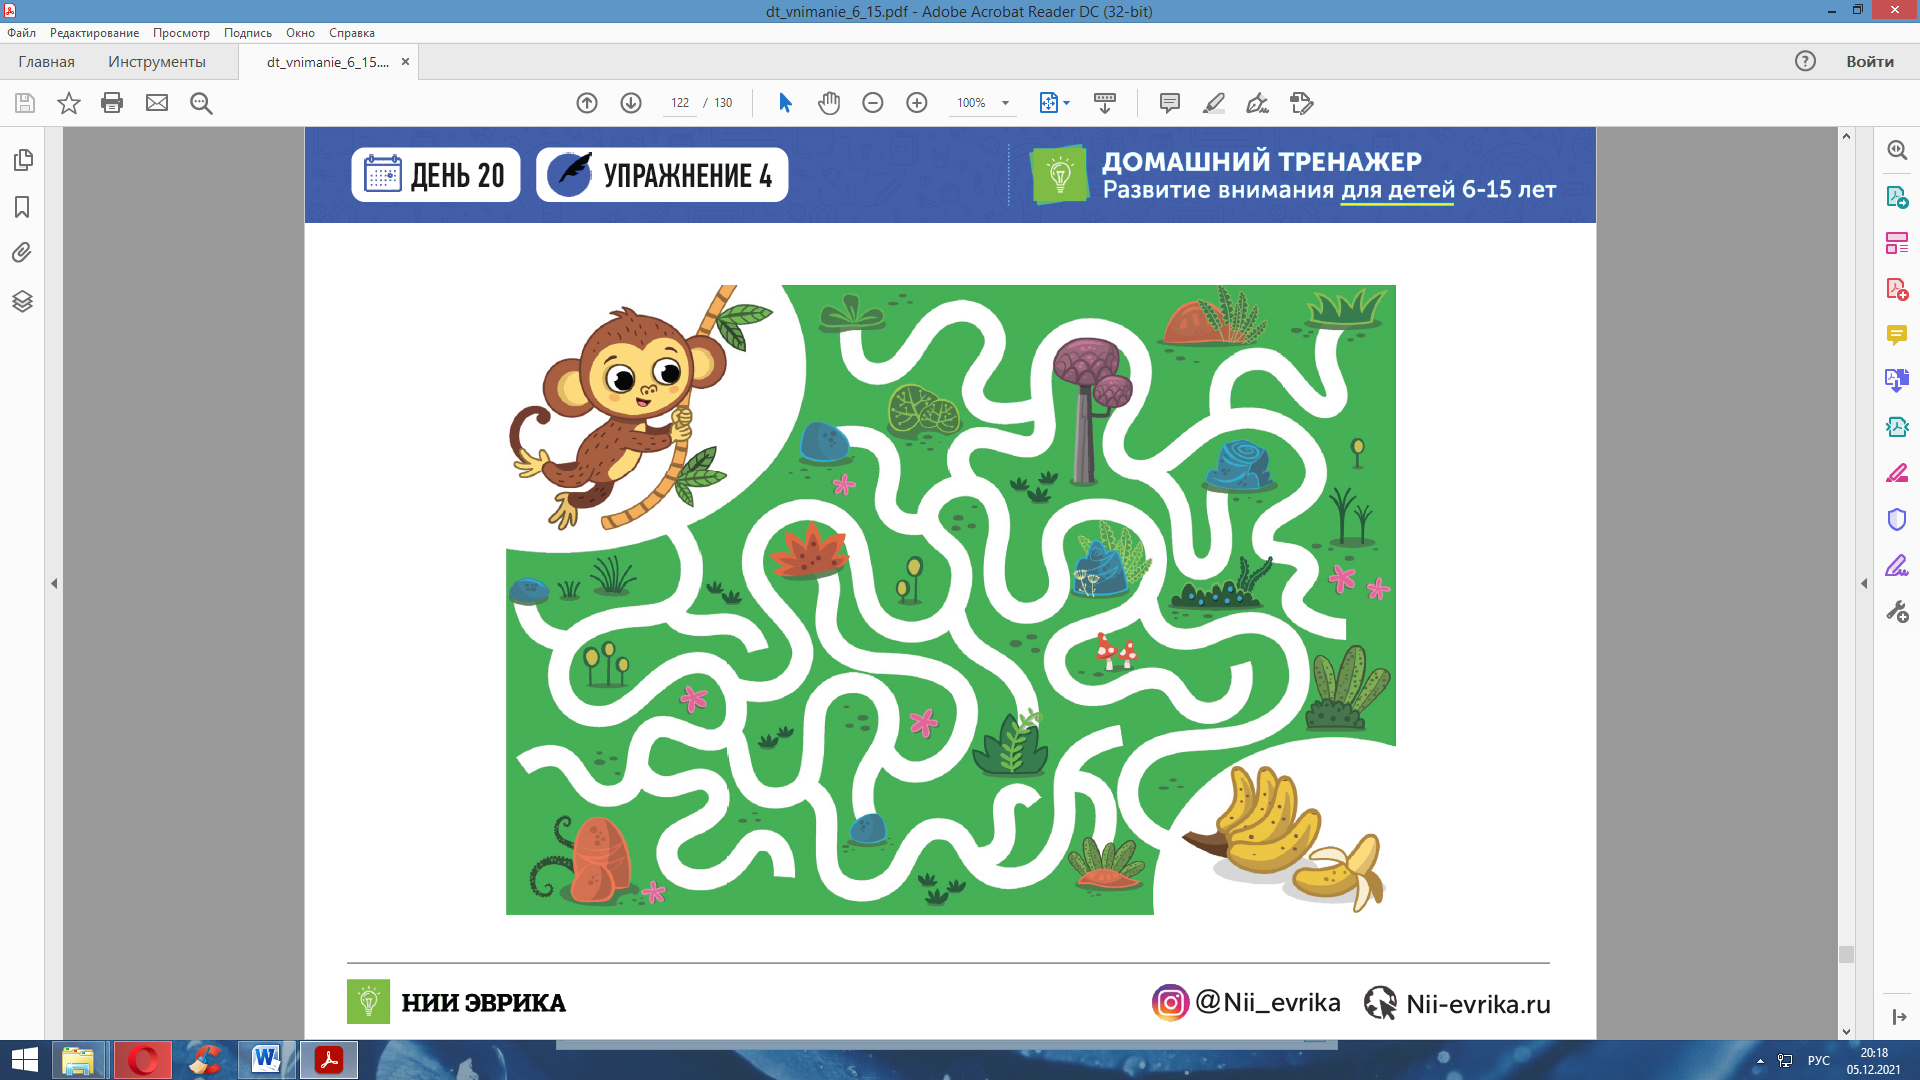 dt_vnimanie_6_15.pdf - Adobe Acrobat Reader DC (32-bit)
Файл Редактирование Просмотр Подпись Окно Справка
Главная Инструменты dt_vnimanie_6_15.... Войти
122 / 130 100%
ДЕНЬ 20 УПРАЖНЕНИЕ 4 ДОМАШНИЙ ТРЕНАЖЕР
Развитие внимания для детей 6-15 лет
НИИ ЭВРИКА @Nii_evrika Nii-evrika.ru
РУС 20:18
05.12.2021